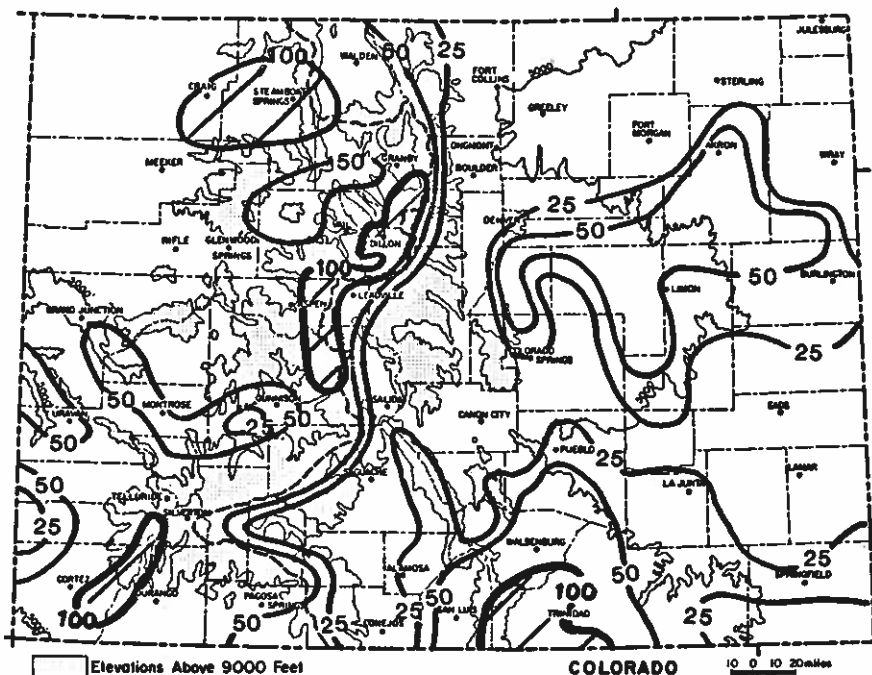 JULESBURG
100
50
25
WALDEN
FORT COLLINS
5000
STERLING
CRAIG
STEAMBOAT SPRINGS
GREELEY
FORT MORGAN
MEEKER
50
GRANBY
BOULDER
AKRON
WRAY
25
50
RIFLE
GLENWOOD SPRINGS
DILLON
100
LEADVILLE
LIMON
50
BURLINGTON
GRAND JUNCTION
COLORADO SPRINGS
25
50
MONTROSE
GUNNISON
50
25
SALIDA
CANON CITY
5000
EADS
URAVAN
50
PUEBLO
25
50
LA JUNTA
LAMAR
TELLURIDE
50
25
SILVERTON
WALSENBURG
25
SPRINGFIELD
ALAMOSA
50
CORTEZ
100
DURANGO
PAGOSA SPRINGS
50
25
CONEJOS
25
50
SAN LUIS
100
TRINIDAD
25
Elevations Above 9000 Feet
COLORADO
10 0 10 20 miles